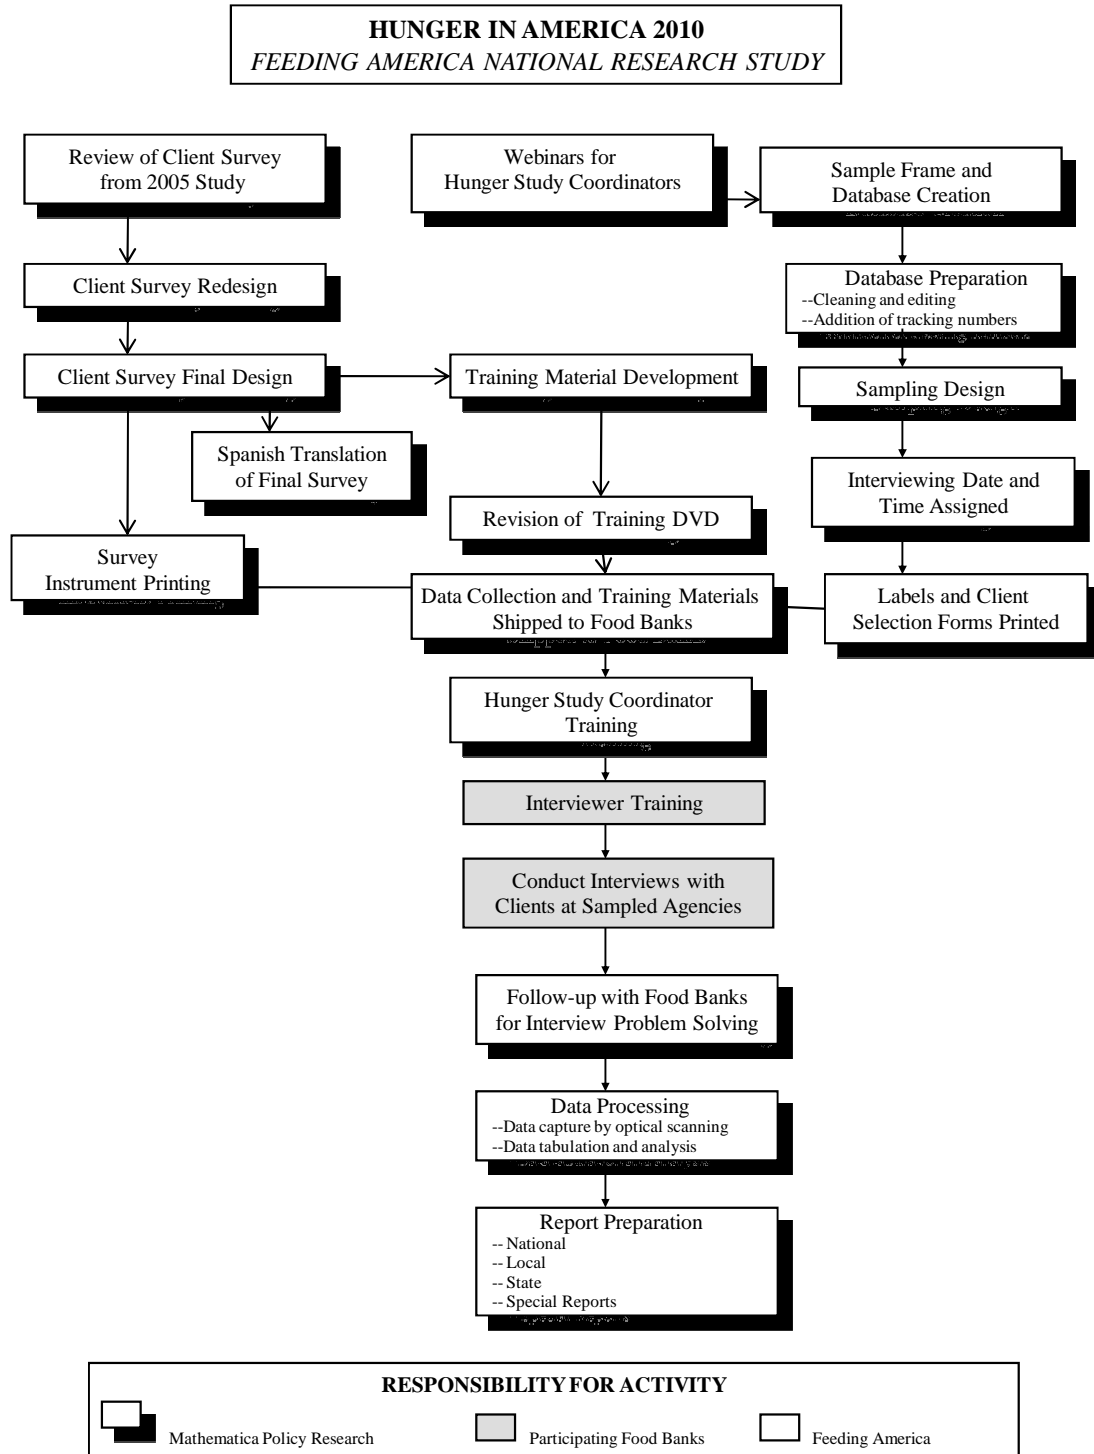 HUNGER IN AMERICA 2010
FEEDING AMERICA NATIONAL RESEARCH STUDY
Review of Client Survey
from 2005 Study
Webinars for
Hunger Study Coordinators
Sample Frame and
Database Creation
Client Survey Redesign
Database Preparation
--Cleaning and editing
--Addition of tracking numbers
Client Survey Final Design
Training Material Development
Sampling Design
Spanish Translation
of Final Survey
Interviewing Date and
Time Assigned
Revision of Training DVD
Survey
Instrument Printing
Data Collection and Training Materials
Shipped to Food Banks
Labels and Client
Selection Forms Printed
Hunger Study Coordinator
Training
Interviewer Training
Conduct Interviews with
Clients at Sampled Agencies
Follow-up with Food Banks
for Interview Problem Solving
Data Processing
--Data capture by optical scanning
--Data tabulation and analysis
Report Preparation
-- National
-- Local
-- State
-- Special Reports
RESPONSIBILITY FOR ACTIVITY
Mathematica Policy Research
Participating Food Banks
Feeding America